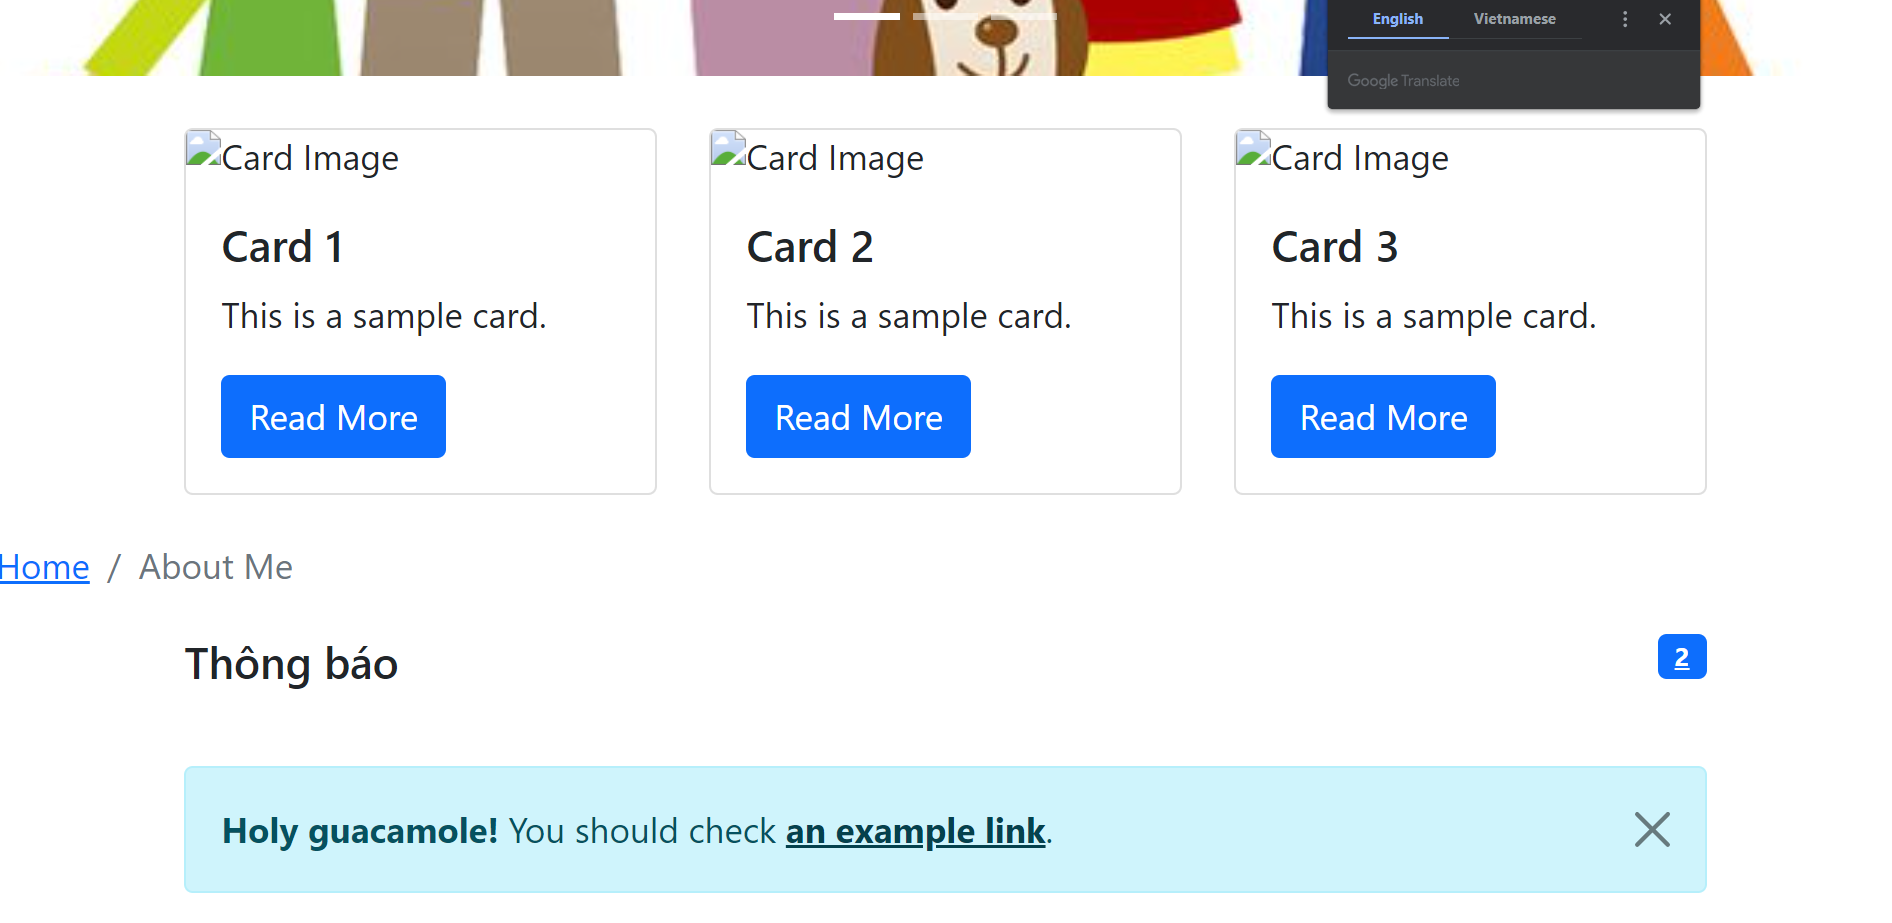 English Vietnamese
Google Translate
Card Image Card Image Card Image
Card 1 Card 2 Card 3
This is a sample card. This is a sample card. This is a sample card.
Read More Read More Read More
Home / About Me
Thông báo 2
Holy guacamole! You should check an example link.